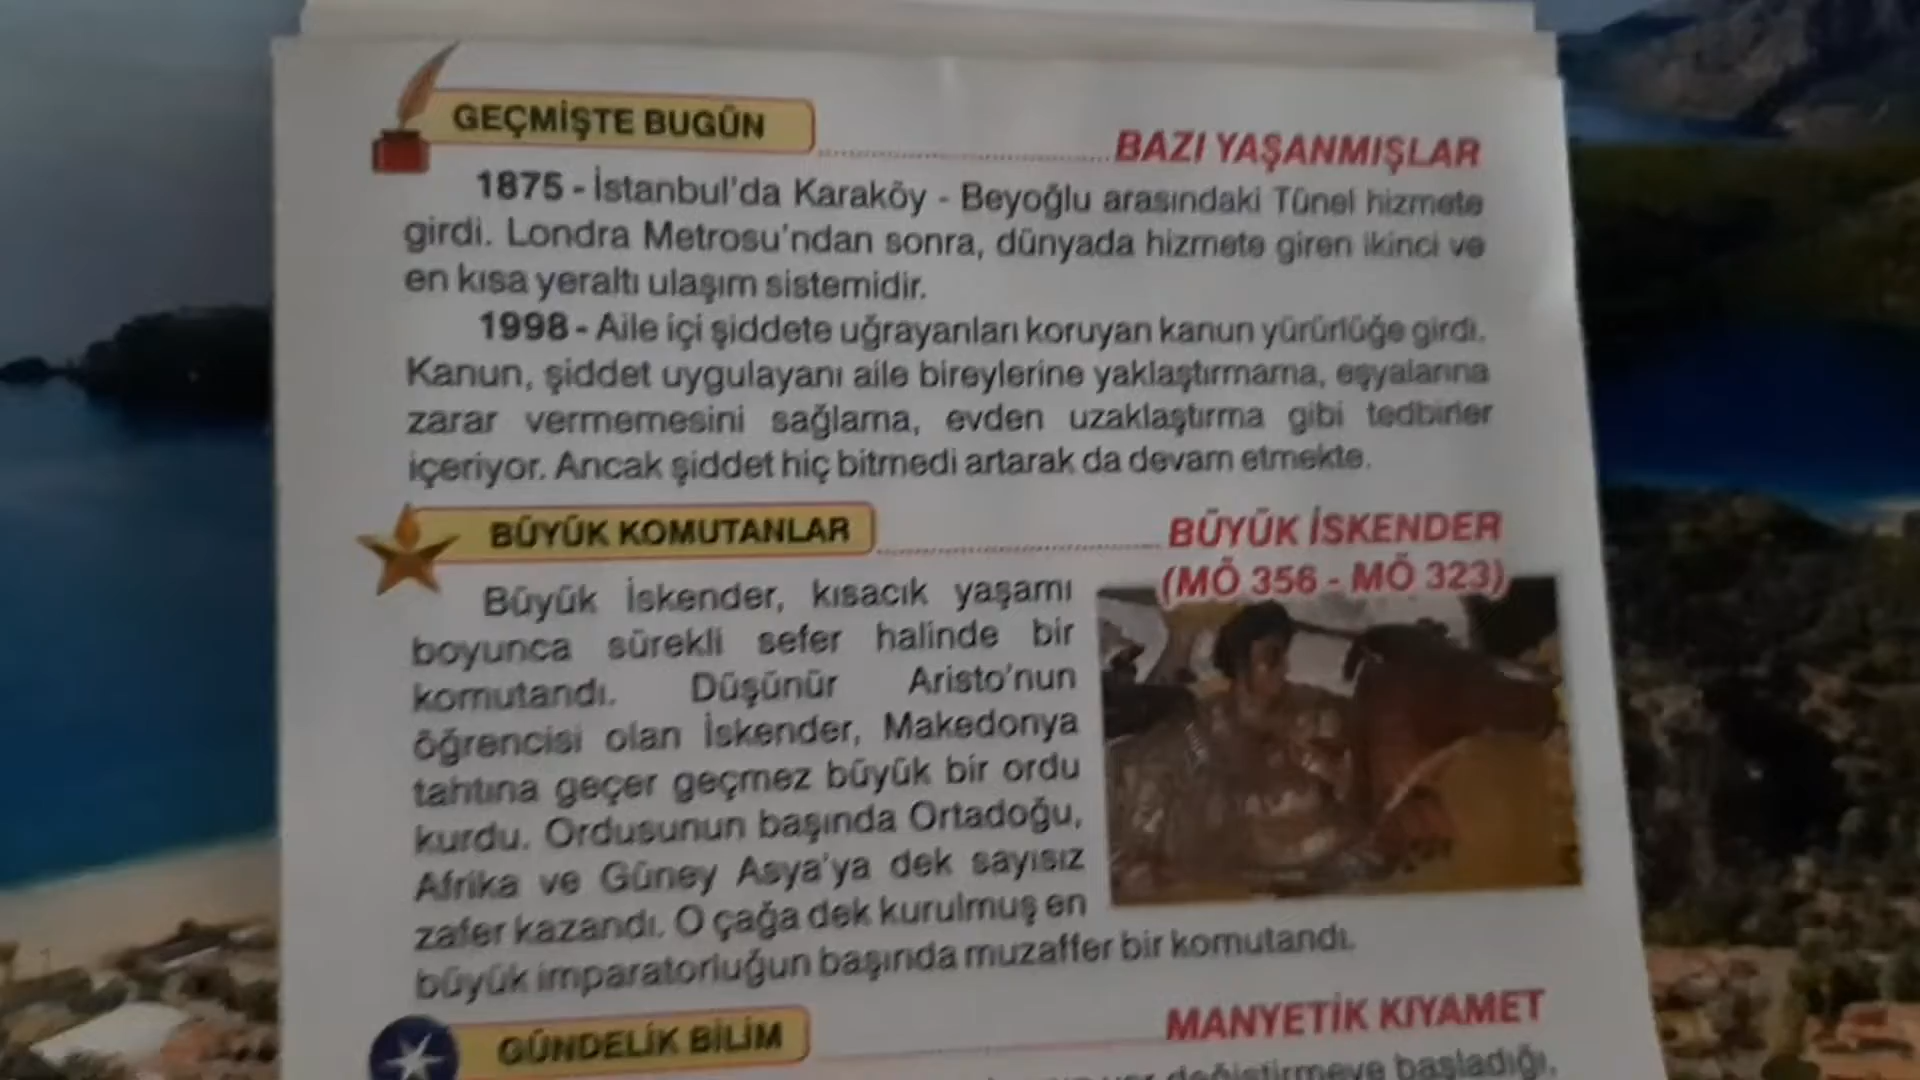 GEÇMİŞTE BUGÜN
BAZI YAŞANMIŞLAR
1875 - İstanbul'da Karaköy - Beyoğlu arasındaki Tünel hizmete
girdi. Londra Metrosu'ndan sonra, dünyada hizmete giren ikinci ve
en kısa yeraltı ulaşım sistemidir.
1998 - Aile içi şiddete uğrayanları koruyan kanun yürürlüğe girdi.
Kanun, şiddet uygulayanı aile bireylerine yaklaştırmama, eşyalarına
zarar vermemesini sağlama, evden uzaklaştırma gibi tedbirler
içeriyor. Ancak şiddet hiç bitmedi artarak da devam etmekte.
BÜYÜK KOMUTANLAR
BÜYÜK İSKENDER
(MÖ 356 - MÖ 323)
Büyük İskender, kısacık yaşamı
boyunca sürekli sefer halinde bir
komutandı. Düşünür Aristo'nun
öğrencisi olan İskender, Makedonya
tahtına geçer geçmez büyük bir ordu
kurdu. Ordusunun başında Ortadoğu,
Afrika ve Güney Asya'ya dek sayısız
zafer kazandı. O çağa dek kurulmuş en
büyük imparatorluğun başında muzaffer bir komutandı.
GÜNDELİK BİLİM
MANYETİK KIYAMET
değiştirmeye başladığı,